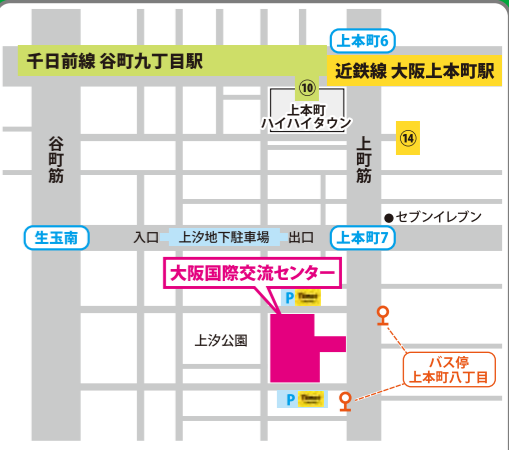 上本町6
千日前線 谷町九丁目駅
近鉄線 大阪上本町駅
⑩
上本町
ハイハイタウン
⑭
谷町筋
上町筋
セブンイレブン
生玉南
入口
上汐地下駐車場
出口
上本町7
大阪国際交流センター
P Times
上汐公園
バス停
上本町八丁目
P Times